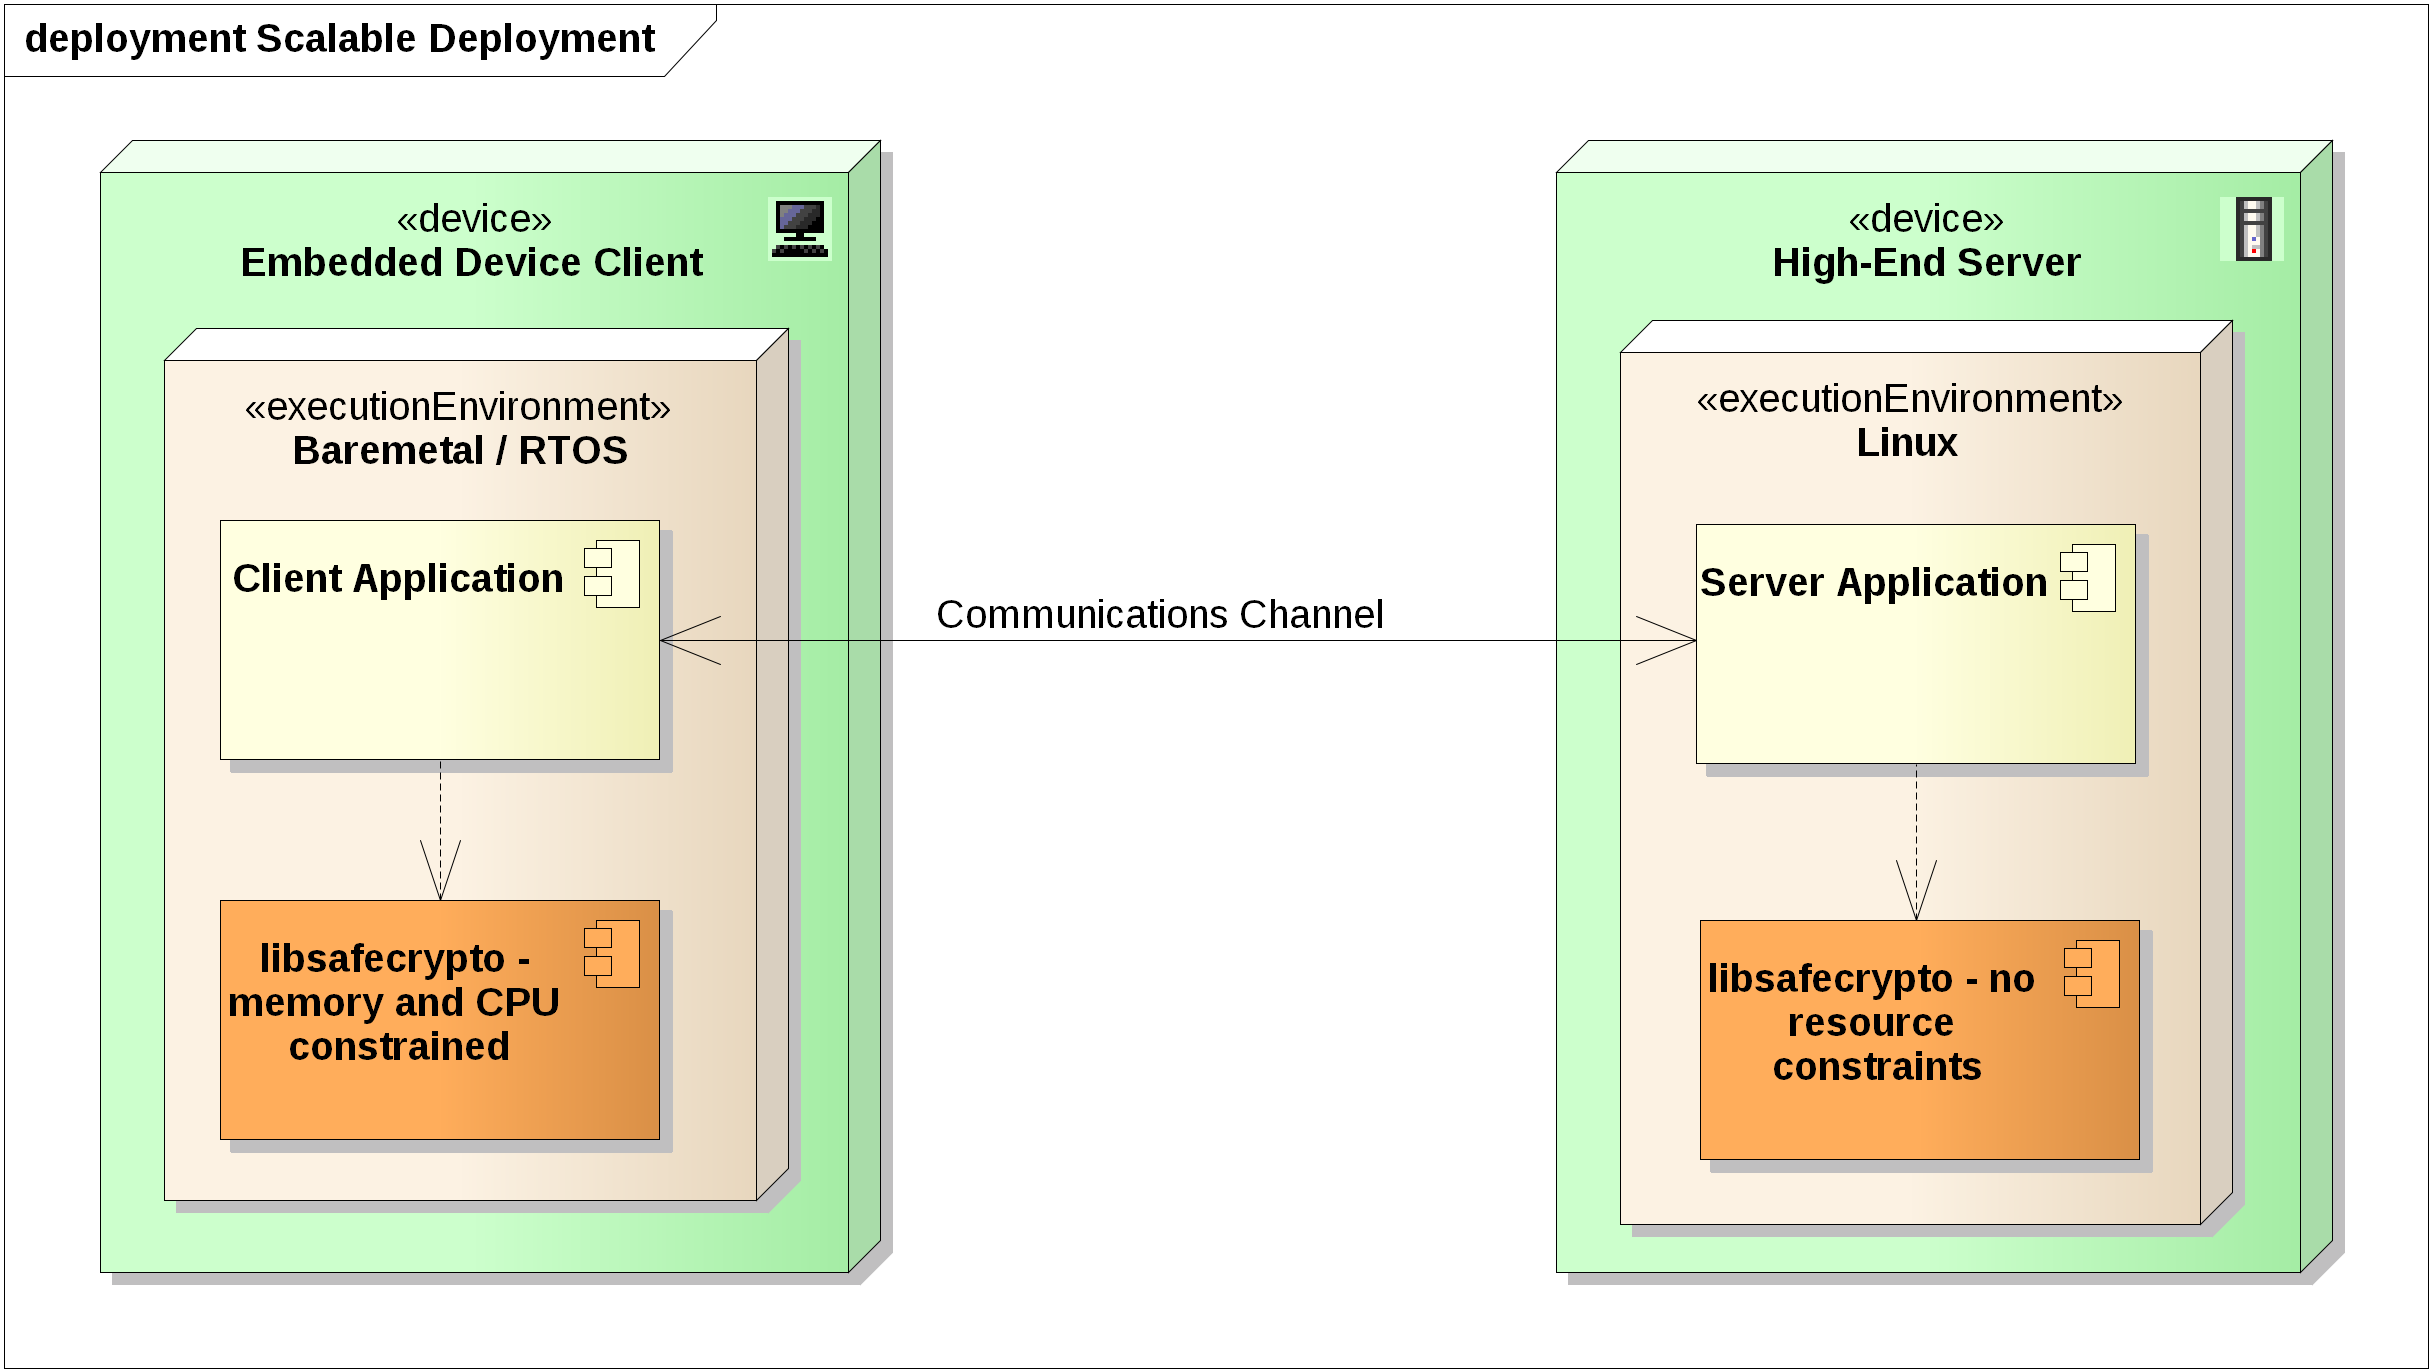 deployment Scalable Deployment
«device»
Embedded Device Client
«executionEnvironment»
Baremetal / RTOS
Client Application
libsafecrypto -
memory and CPU
constrained
Communications Channel
«device»
High-End Server
«executionEnvironment»
Linux
Server Application
libsafecrypto - no
resource
constraints